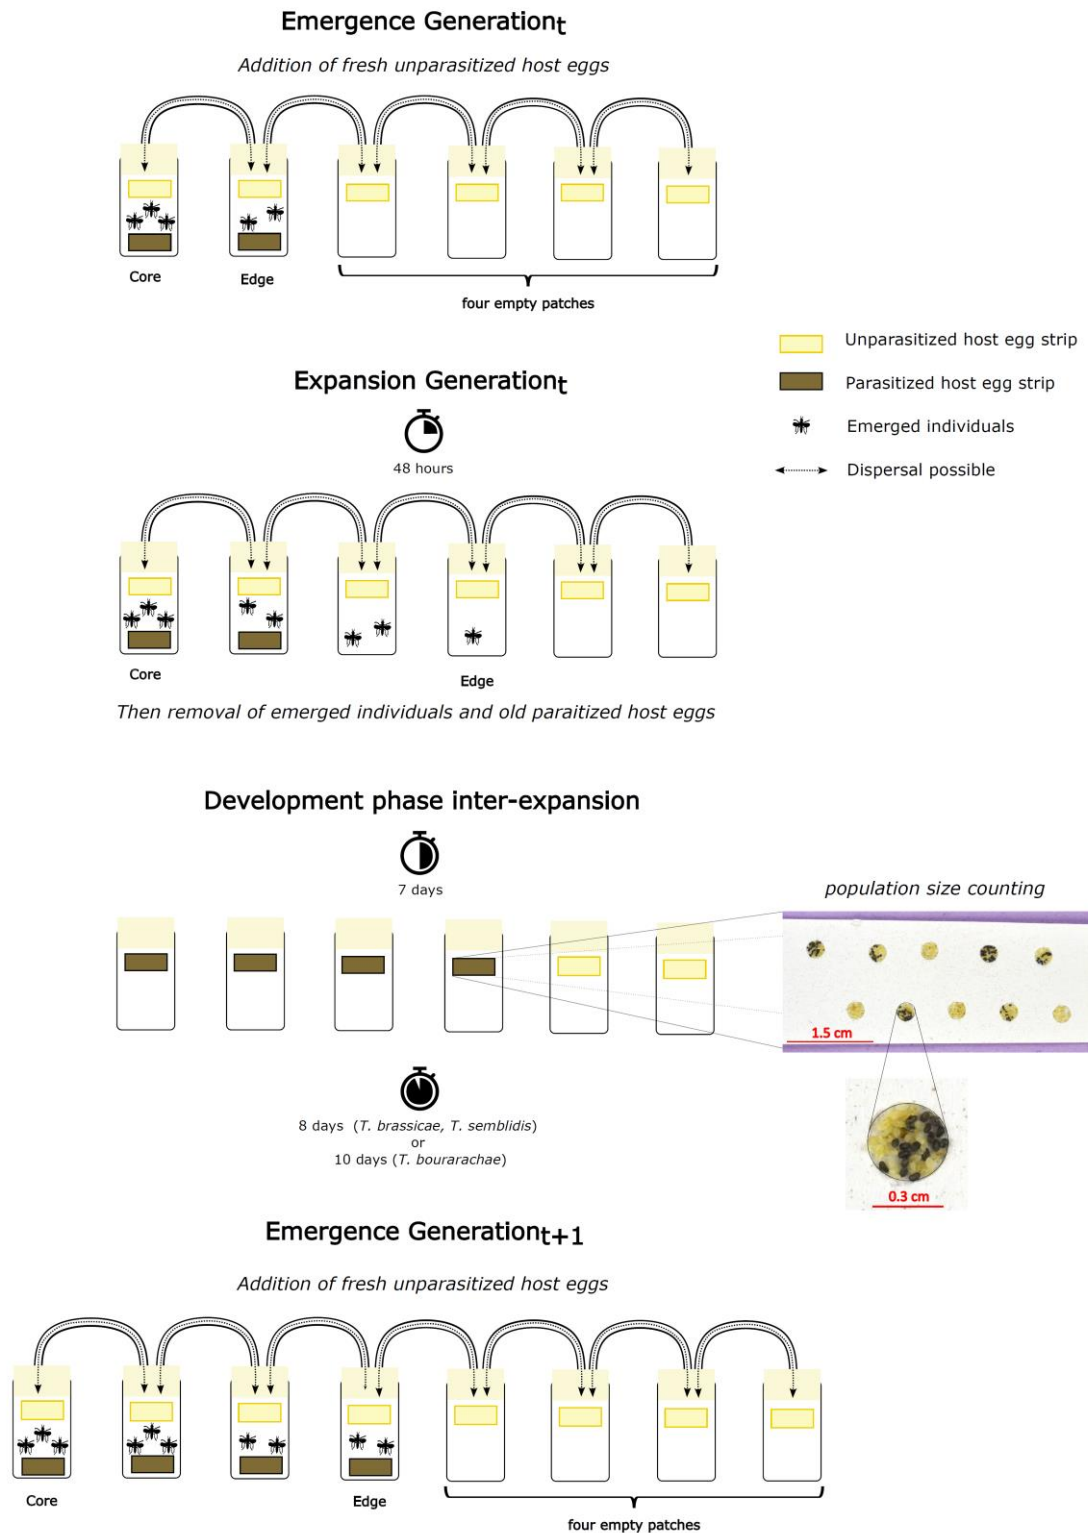 Emergence Generationt
Addition of fresh unparasitized host eggs
Core
Edge
four empty patches
Unparasitized host egg strip
Parasitized host egg strip
Emerged individuals
Dispersal possible
Expansion Generationt
48 hours
Core
Edge
Then removal of emerged individuals and old paraitized host eggs
Development phase inter-expansion
7 days
population size counting
1.5 cm
8 days (T. brassicae, T. semblidis)
or
10 days (T. bourarachae)
0.3 cm
Emergence Generationt+1
Addition of fresh unparasitized host eggs
Core
Edge
four empty patches